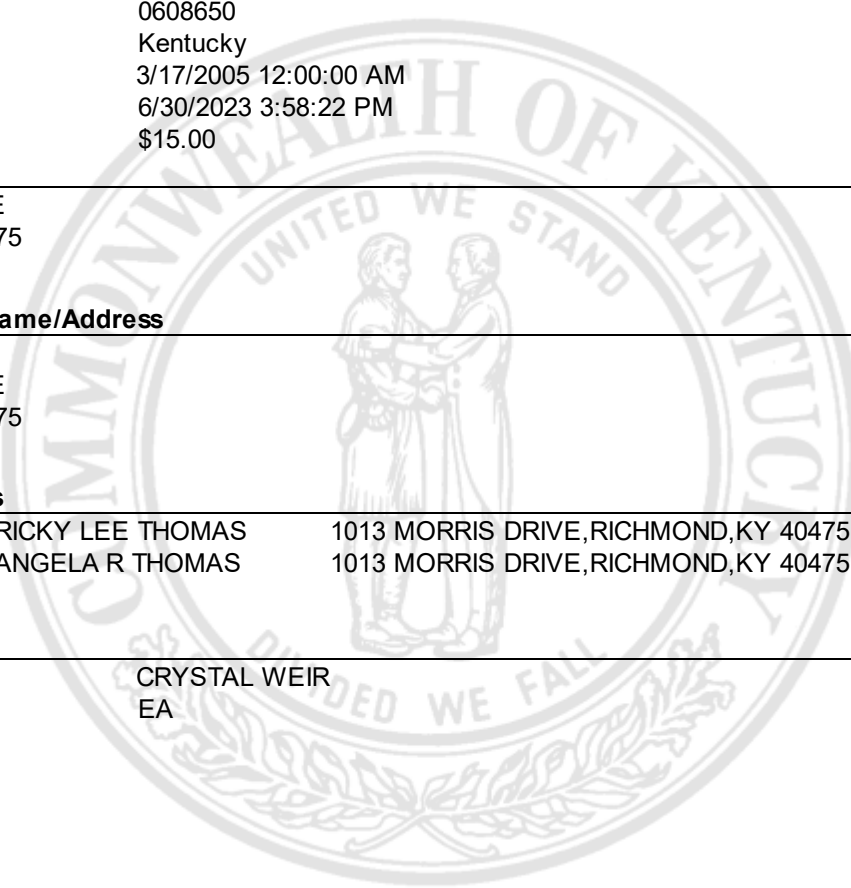 0608650
Kentucky
3/17/2005 12:00:00 AM
6/30/2023 3:58:22 PM
$15.00
E
75
ame/Address
E
75
s
RICKY LEE THOMAS 1013 MORRIS DRIVE,RICHMOND,KY 40475
ANGELA R THOMAS 1013 MORRIS DRIVE,RICHMOND,KY 40475
CRYSTAL WEIR
EA
COMMONWEALTH OF KENTUCKY
UNITED WE STAND
DIVIDED WE FALL